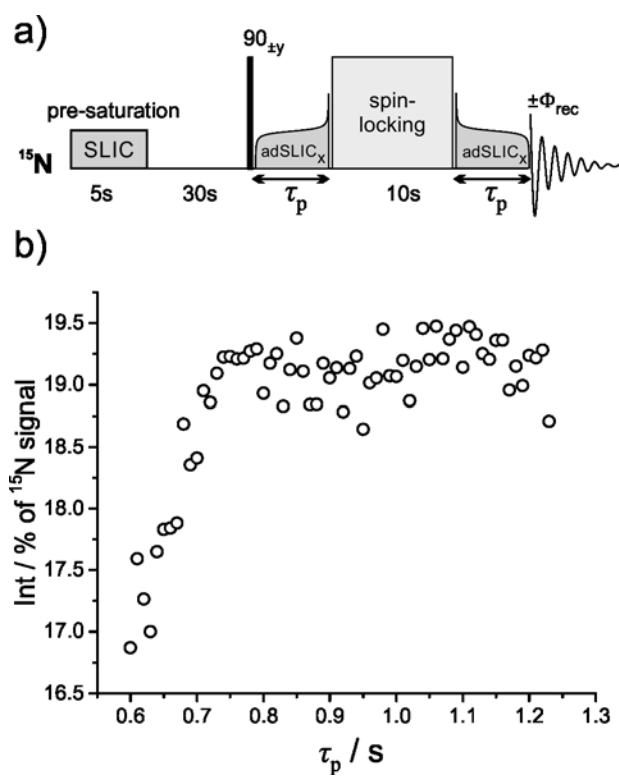 a)
90±y
pre-saturation
±Φrec
spin-
locking
¹⁵N
SLIC
adSLICx
adSLICx
5s
30s
τp
10s
τp
b)
Int / % of ¹⁵N signal
19.5
19.0
18.5
18.0
17.5
17.0
16.5
0.6 0.7 0.8 0.9 1.0 1.1 1.2 1.3
τp / s